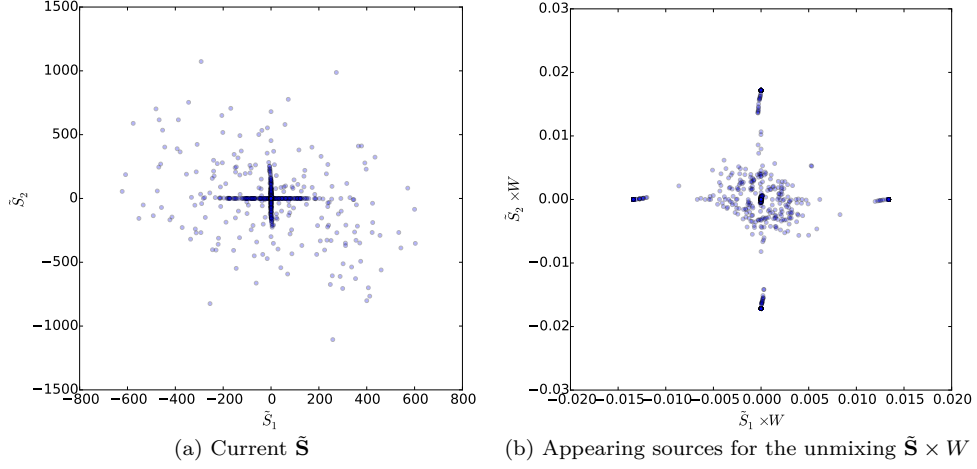 1500
1000
500
0
−500
−1000
−1500
−800 −600 −400 −200 0 200 400 600 800
S̃₂
S̃₁
(a) Current S̃
0.03
0.02
0.01
0.00
−0.01
−0.02
−0.03
−0.020 −0.015 −0.010 −0.005 0.000 0.005 0.010 0.015 0.020
S̃₂ ×W
S̃₁ ×W
(b) Appearing sources for the unmixing S̃ × W